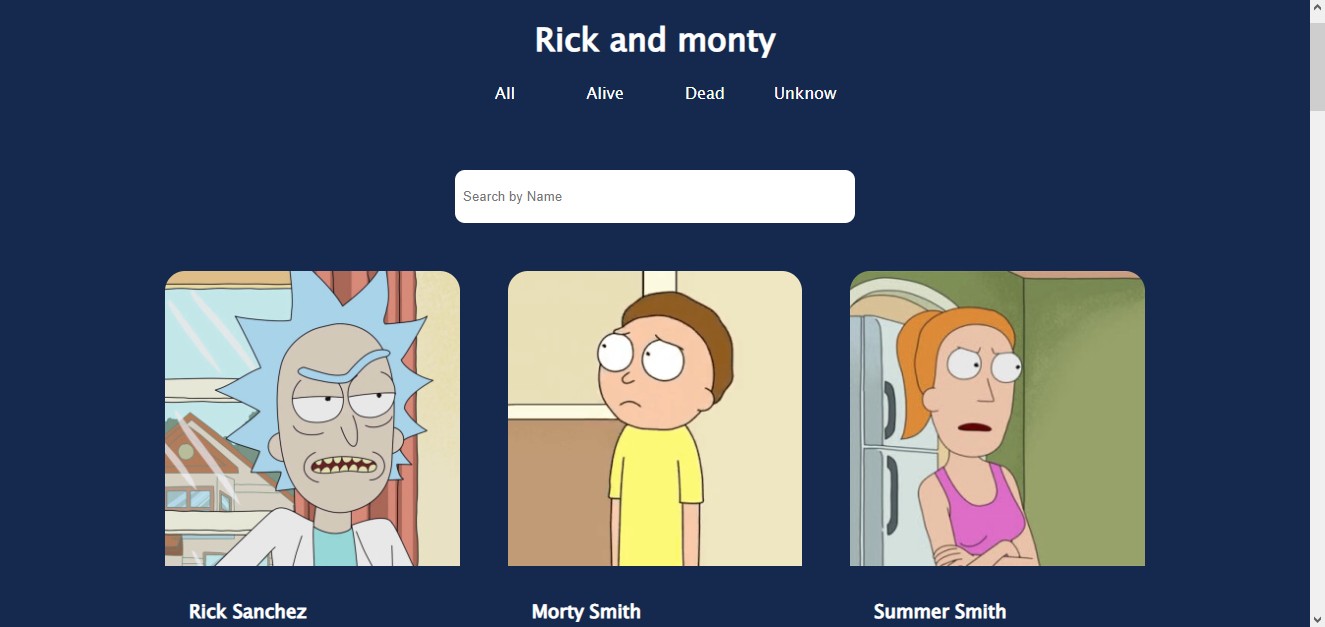 Rick and monty
All Alive Dead Unknow
Search by Name
Rick Sanchez Morty Smith Summer Smith